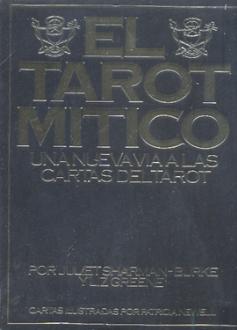 EL
TAROT
MITICO
UNA NUEVA VIA A LAS
CARTAS DEL TAROT
POR JULIET SHARMAN-BURKE
Y LIZ GREENE
CARTAS ILUSTRADAS POR PATRICIA NEWELL